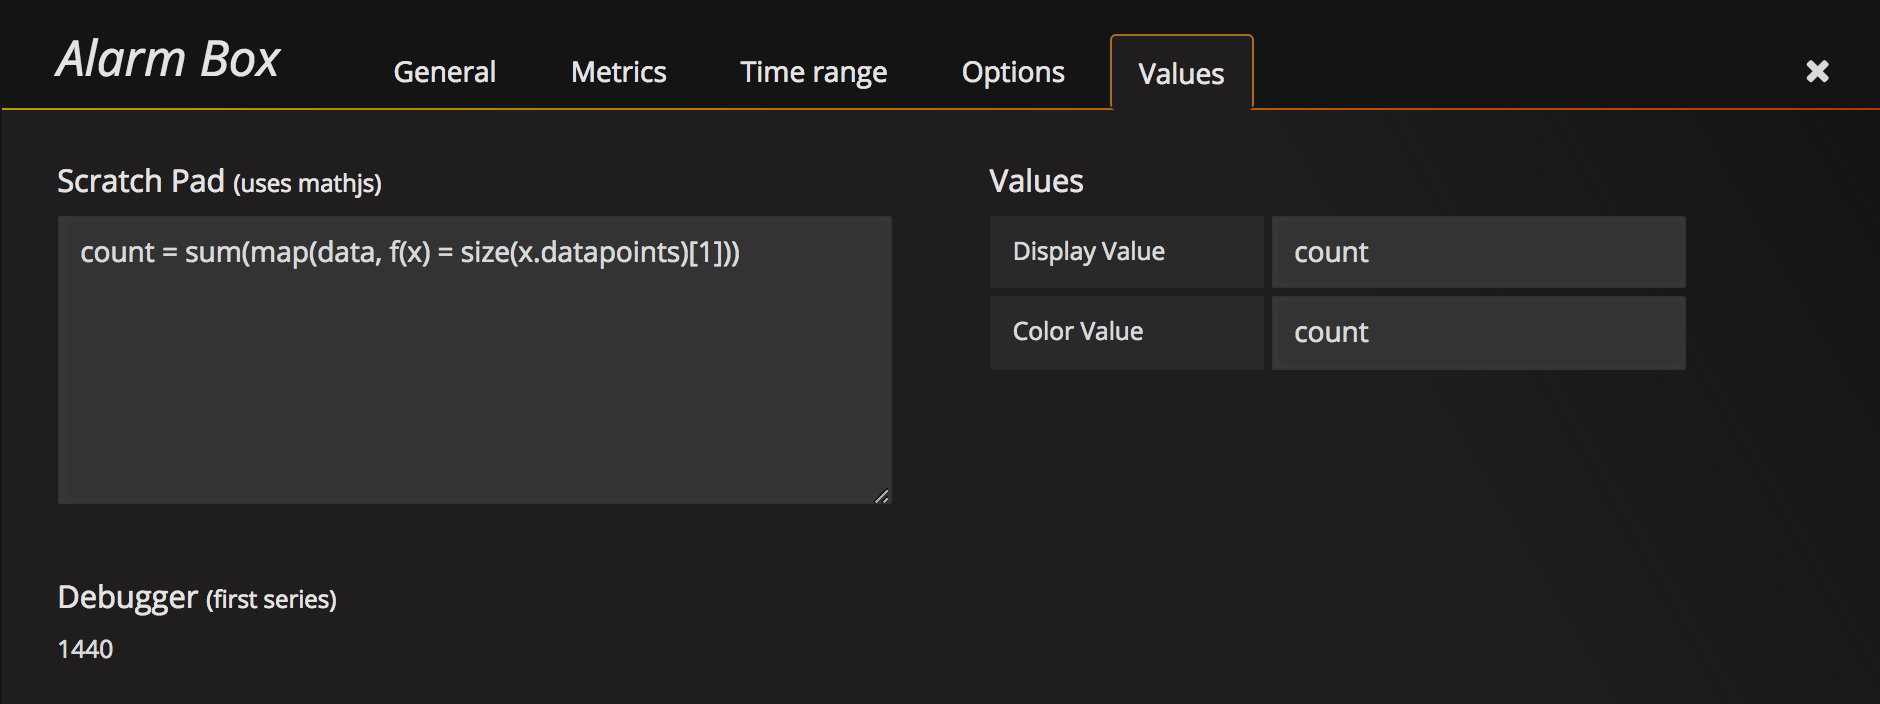 Alarm Box
General
Metrics
Time range
Options
Values
Scratch Pad (uses mathjs)
count = sum(map(data, f(x) = size(x.datapoints)[1]))
Values
Display Value
count
Color Value
count
Debugger (first series)
1440